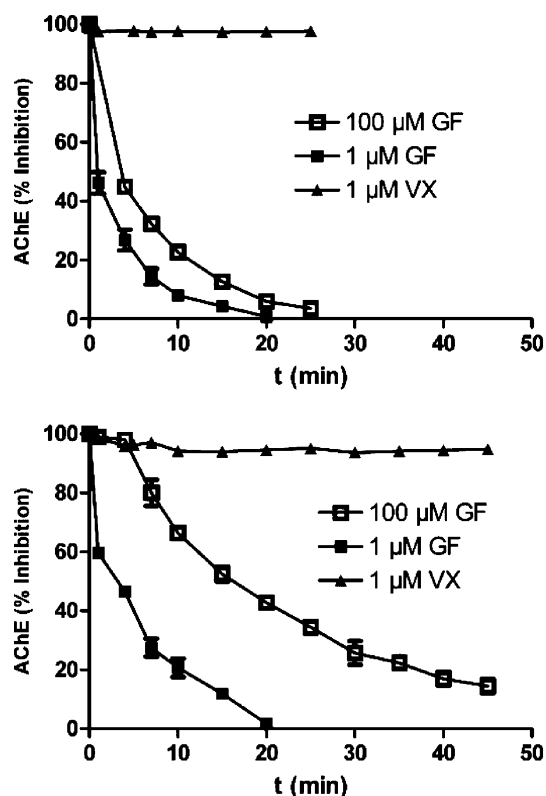 100
80
60
40
20
0
AChE (% Inhibition)
100 µM GF
1 µM GF
1 µM VX
0 10 20 30 40 50
t (min)
100
80
60
40
20
0
AChE (% Inhibition)
100 µM GF
1 µM GF
1 µM VX
0 10 20 30 40 50
t (min)